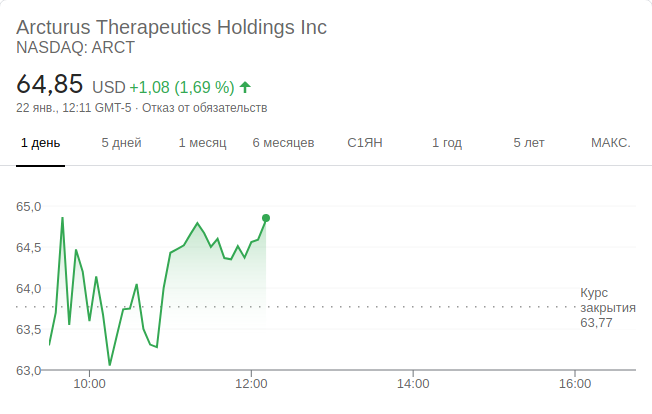 Arcturus Therapeutics Holdings Inc
NASDAQ: ARCT
64,85 USD +1,08 (1,69 %)
22 янв., 12:11 GMT-5 · Отказ от обязательств
1 день 5 дней 1 месяц 6 месяцев С1ЯН 1 год 5 лет МАКС.
65,0
64,5
64,0
63,5
63,0
Курс
закрытия
63,77
10:00 12:00 14:00 16:00